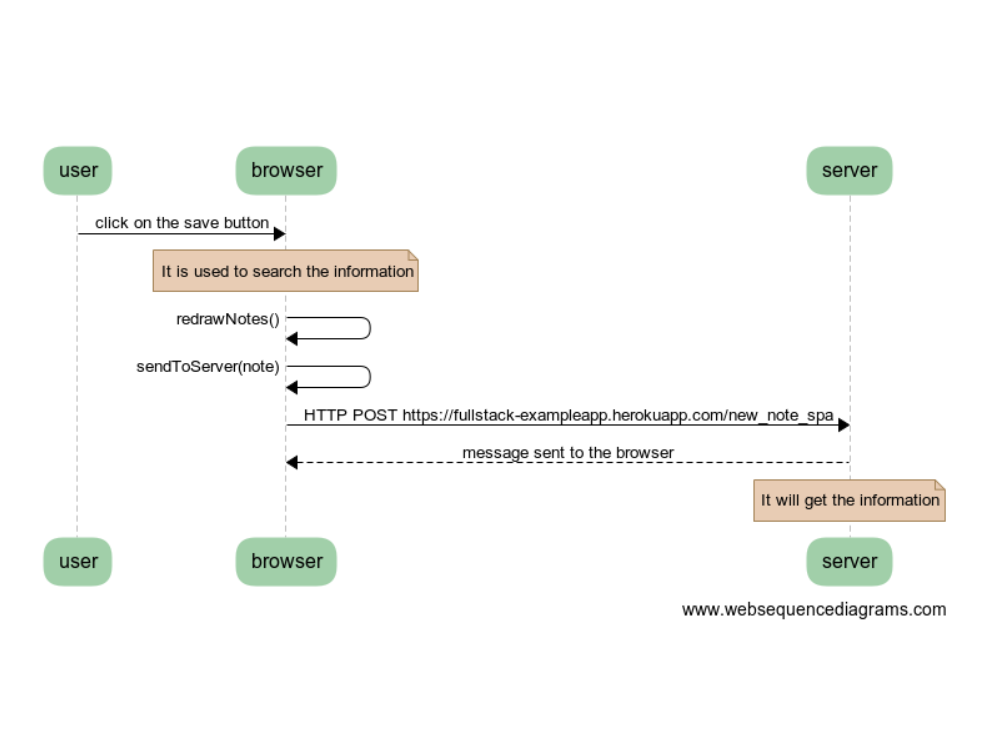 user
browser
server
click on the save button
It is used to search the information
redrawNotes()
sendToServer(note)
HTTP POST https://fullstack-exampleapp.herokuapp.com/new_note_spa
message sent to the browser
It will get the information
user
browser
server
www.websequencediagrams.com